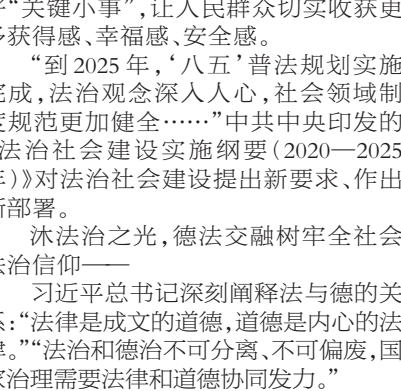 “关键小事”，让人民群众切实收获更
获得感、幸福感、安全感。
“到2025年，‘八五’普法规划实施
完成，法治观念深入人心，社会领域制
度规范更加健全……”中共中央印发的
法治社会建设实施纲要（2020—2025
年）》对法治社会建设提出新要求、作出
新部署。
沐法治之光，德法交融树牢全社会
法治信仰——
习近平总书记深刻阐释法与德的关
系：“法律是成文的道德，道德是内心的法
律。”“法治和德治不可分离、不可偏废，国
家治理需要法律和道德协同发力。”